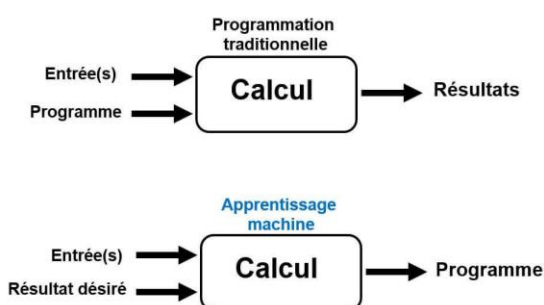 Programmation
traditionnelle
Entrée(s)
Programme
Calcul
Résultats
Apprentissage
machine
Entrée(s)
Résultat désiré
Calcul
Programme